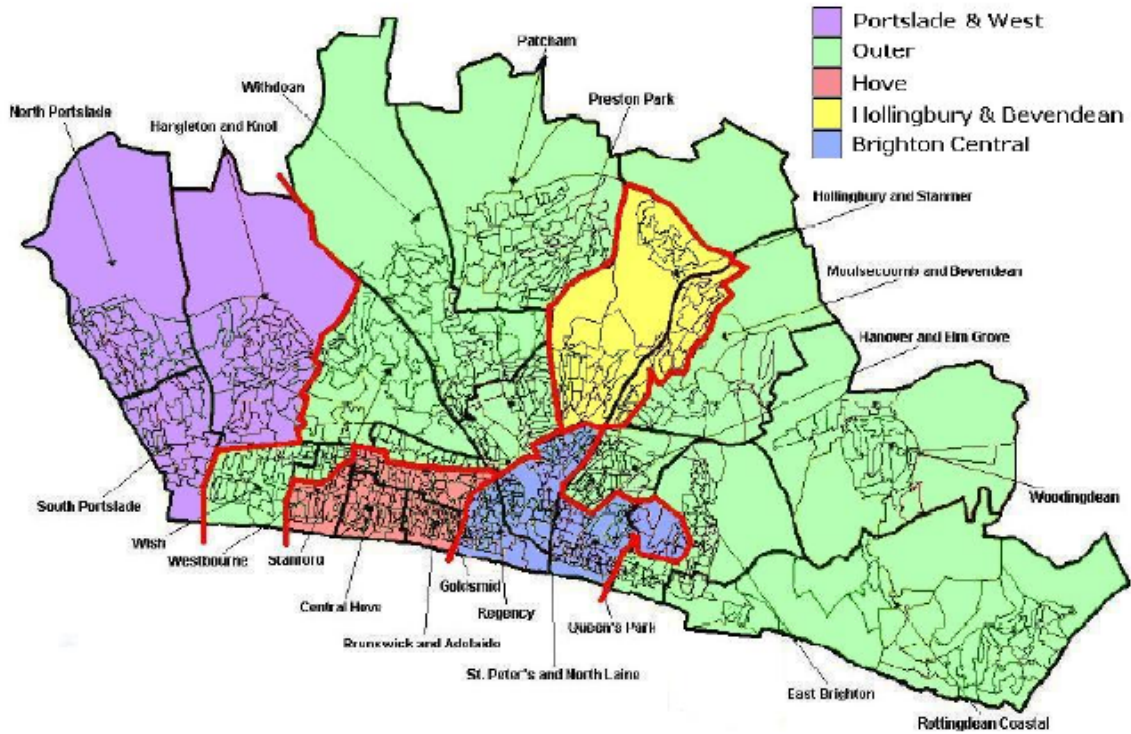 Portslade & West
Outer
Hove
Hollingbury & Bevendean
Brighton Central
Patcham
Withdean
Preston Park
North Portslade
Hangleton and Knoll
Hollingbury and Stanmer
Moulsecoomb and Bevendean
Hanover and Elm Grove
South Portslade
Woodingdean
Wish
Westbourne
Stanford
Central Hove
Goldsmid
Regency
Brunswick and Adelaide
Queen's Park
St. Peter's and North Laine
East Brighton
Rottingdean Coastal